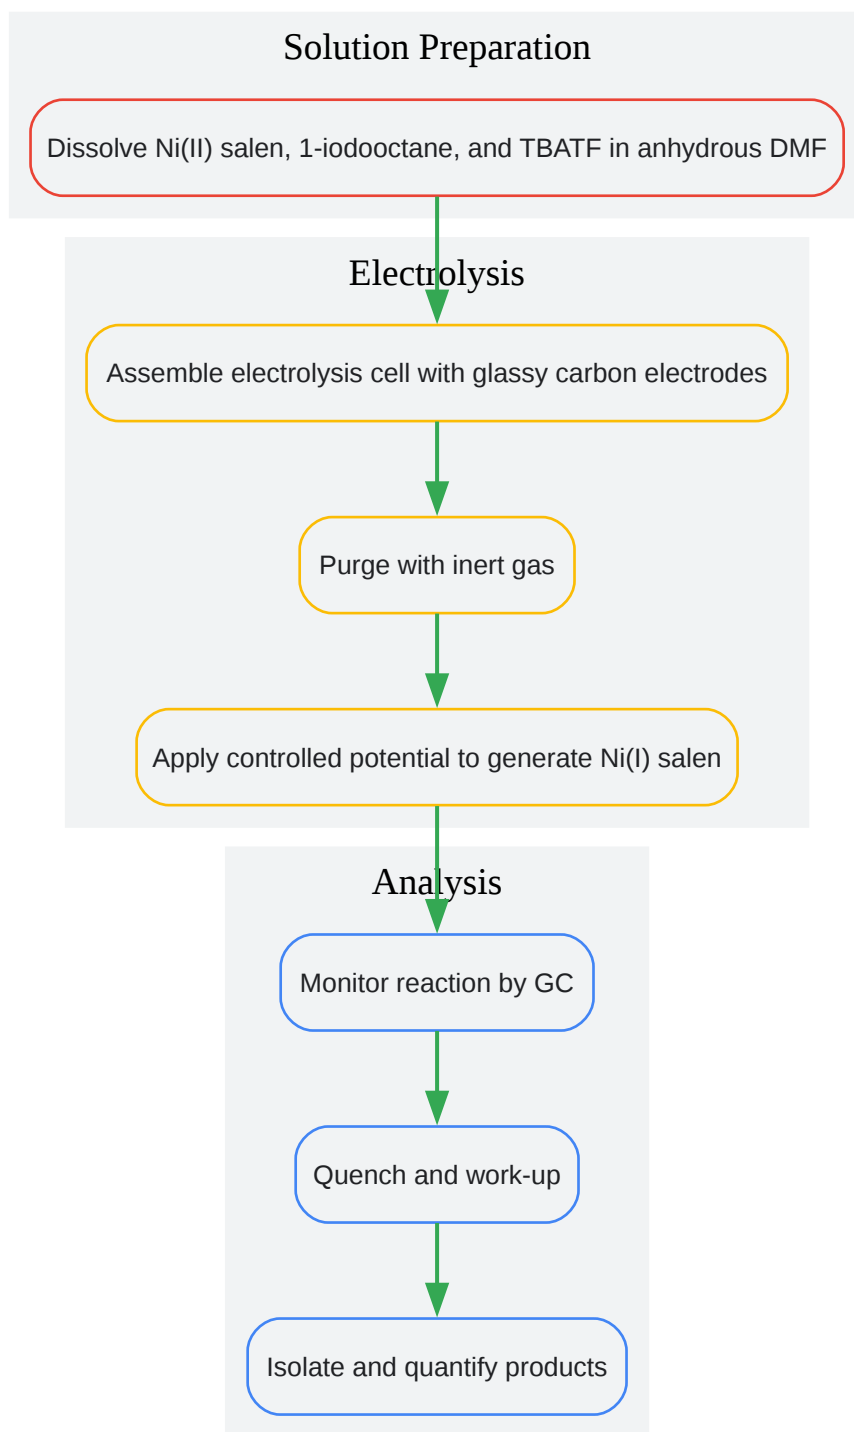 Solution Preparation
Dissolve Ni(II) salen, 1-iodooctane, and TBATF in anhydrous DMF
Electrolysis
Assemble electrolysis cell with glassy carbon electrodes
Purge with inert gas
Apply controlled potential to generate Ni(I) salen
Analysis
Monitor reaction by GC
Quench and work-up
Isolate and quantify products